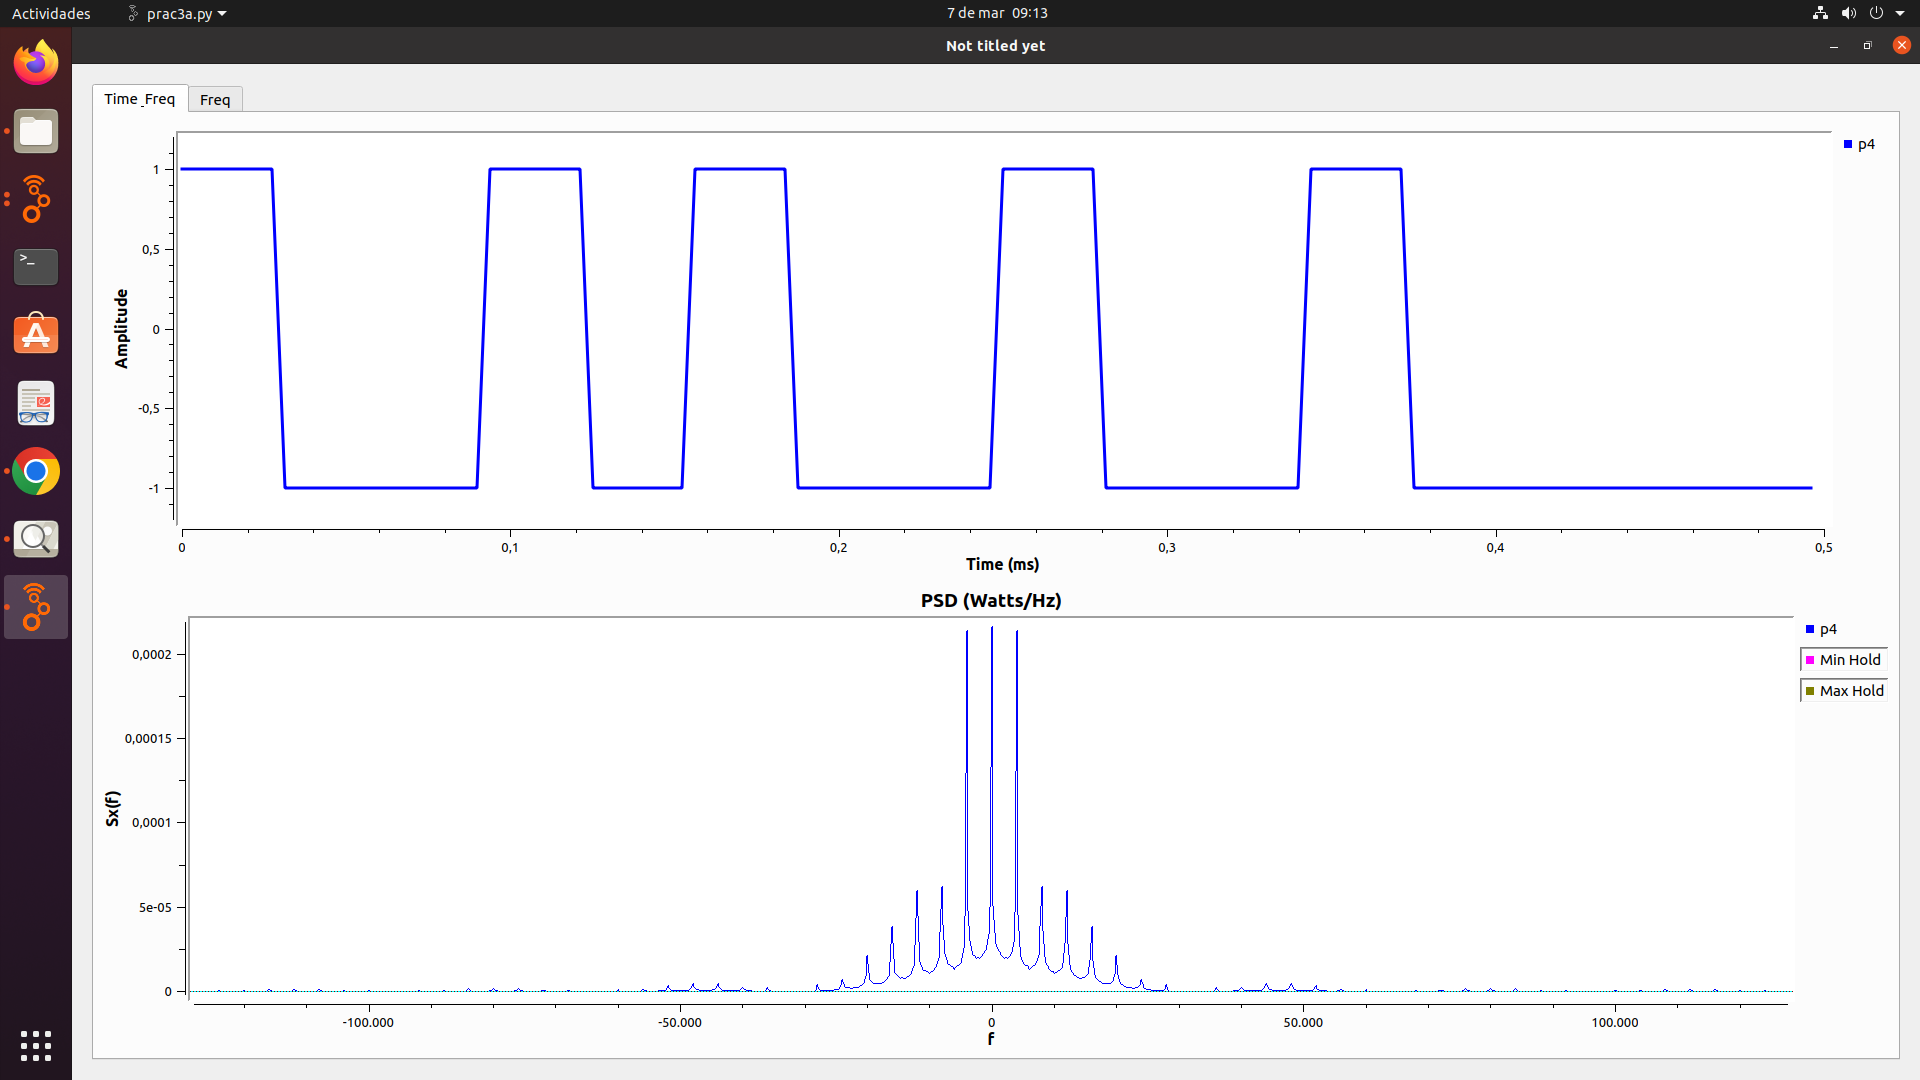 Actividades
prac3a.py
7 de mar 09:13
Not titled yet
Time_Freq
Freq
p4
1
0,5
0
-0,5
-1
Amplitude
0
0,1
0,2
0,3
0,4
0,5
Time (ms)
PSD (Watts/Hz)
p4
Min Hold
Max Hold
0,0002
0,00015
0,0001
5e-05
0
Sx(f)
-100.000
-50.000
0
50.000
100.000
f